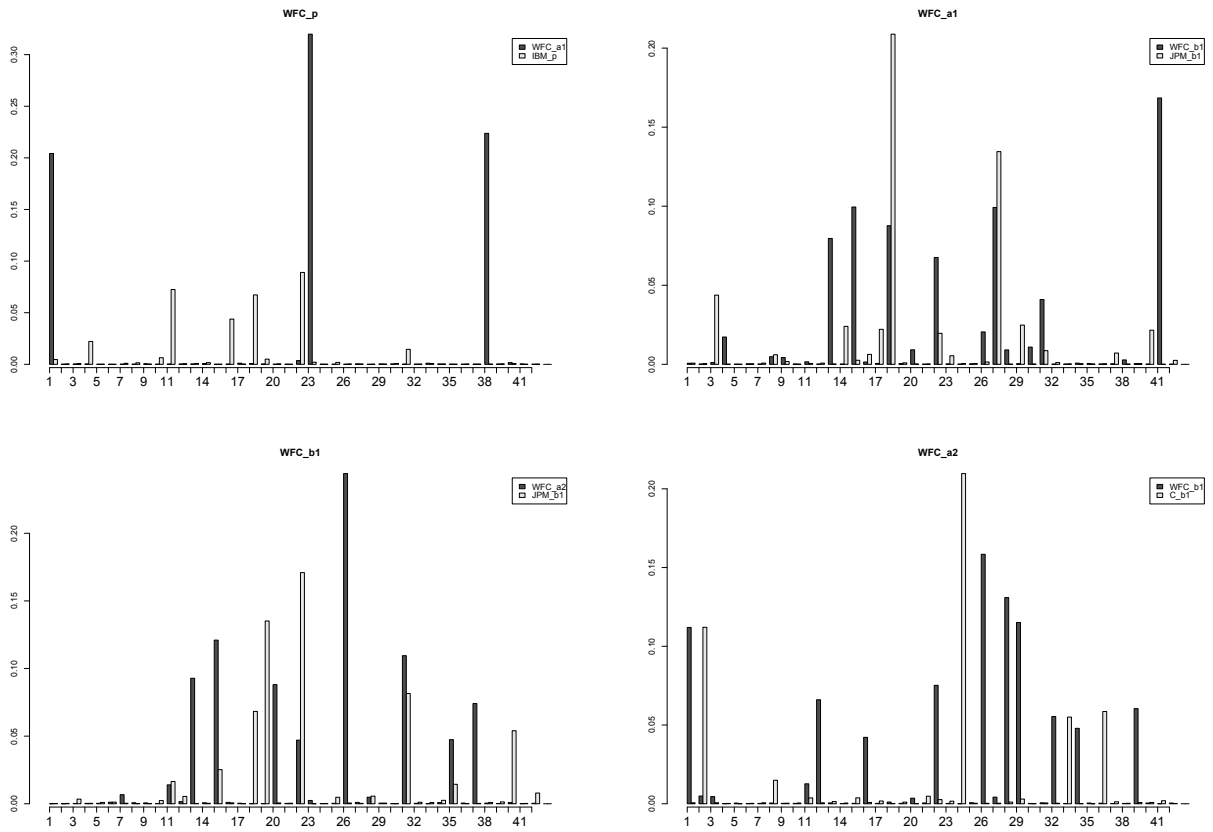 WFC_p
WFC_a1
IBM_p
0.00 0.05 0.10 0.15 0.20 0.25 0.30
1 3 5 7 9 11 14 17 20 23 26 29 32 35 38 41
WFC_a1
WFC_b1
JPM_b1
0.00 0.05 0.10 0.15 0.20
1 3 5 7 9 11 14 17 20 23 26 29 32 35 38 41
WFC_b1
WFC_a2
JPM_b1
0.00 0.05 0.10 0.15 0.20
1 3 5 7 9 11 14 17 20 23 26 29 32 35 38 41
WFC_a2
WFC_b1
C_b1
0.00 0.05 0.10 0.15 0.20
1 3 5 7 9 11 14 17 20 23 26 29 32 35 38 41